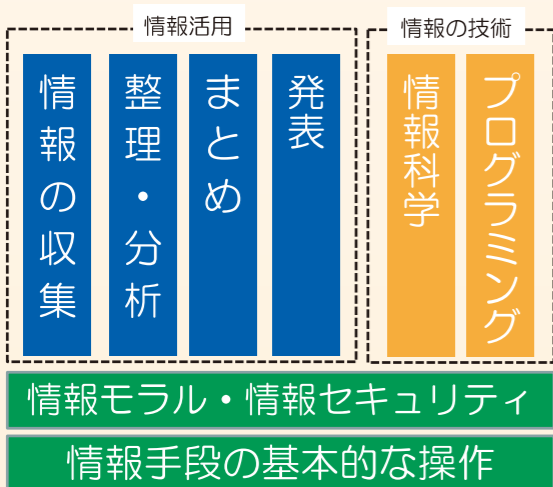 情報活用
情報の技術
情報の収集
整理・分析
まとめ
発表
情報科学
プログラミング
情報モラル・情報セキュリティ
情報手段の基本的な操作